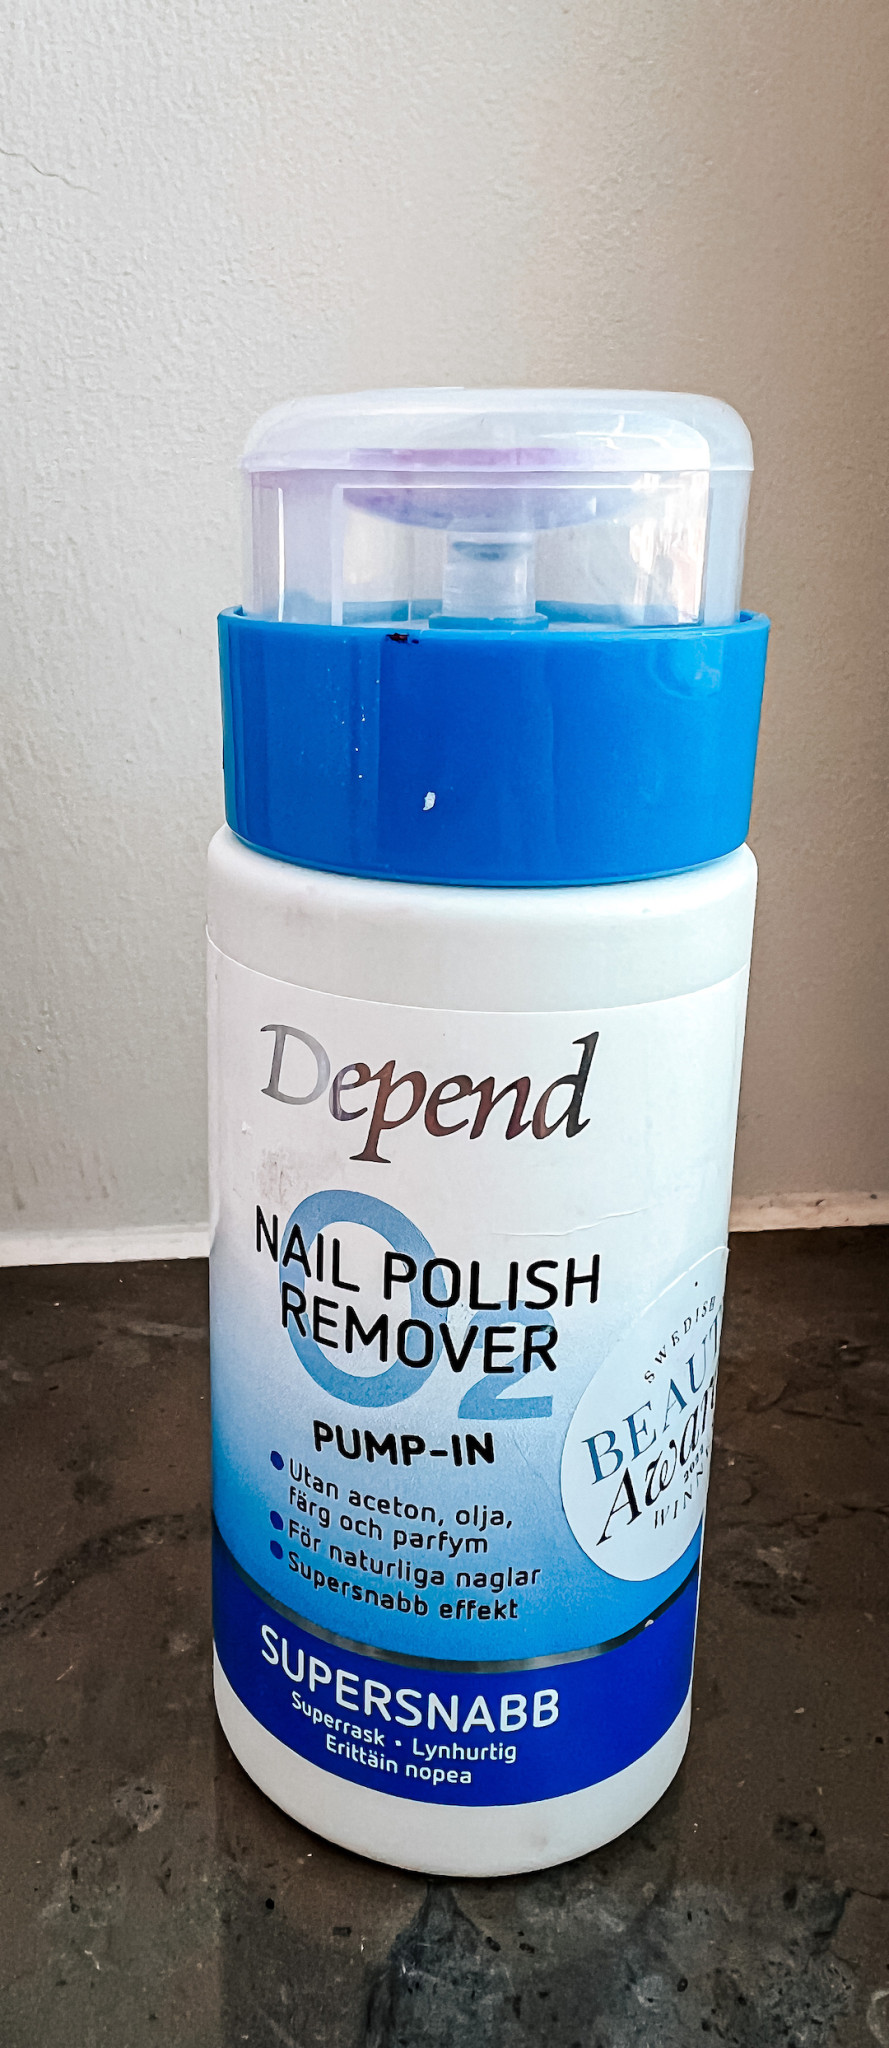 Depend
O2
NAIL POLISH
REMOVER
PUMP-IN
Utan aceton, olja,
färg och parfym
För naturliga naglar
Supersnabb effekt
SWEDISH
SUPERSNABB
Superrask • Lynhurtig
Erittäin nopea